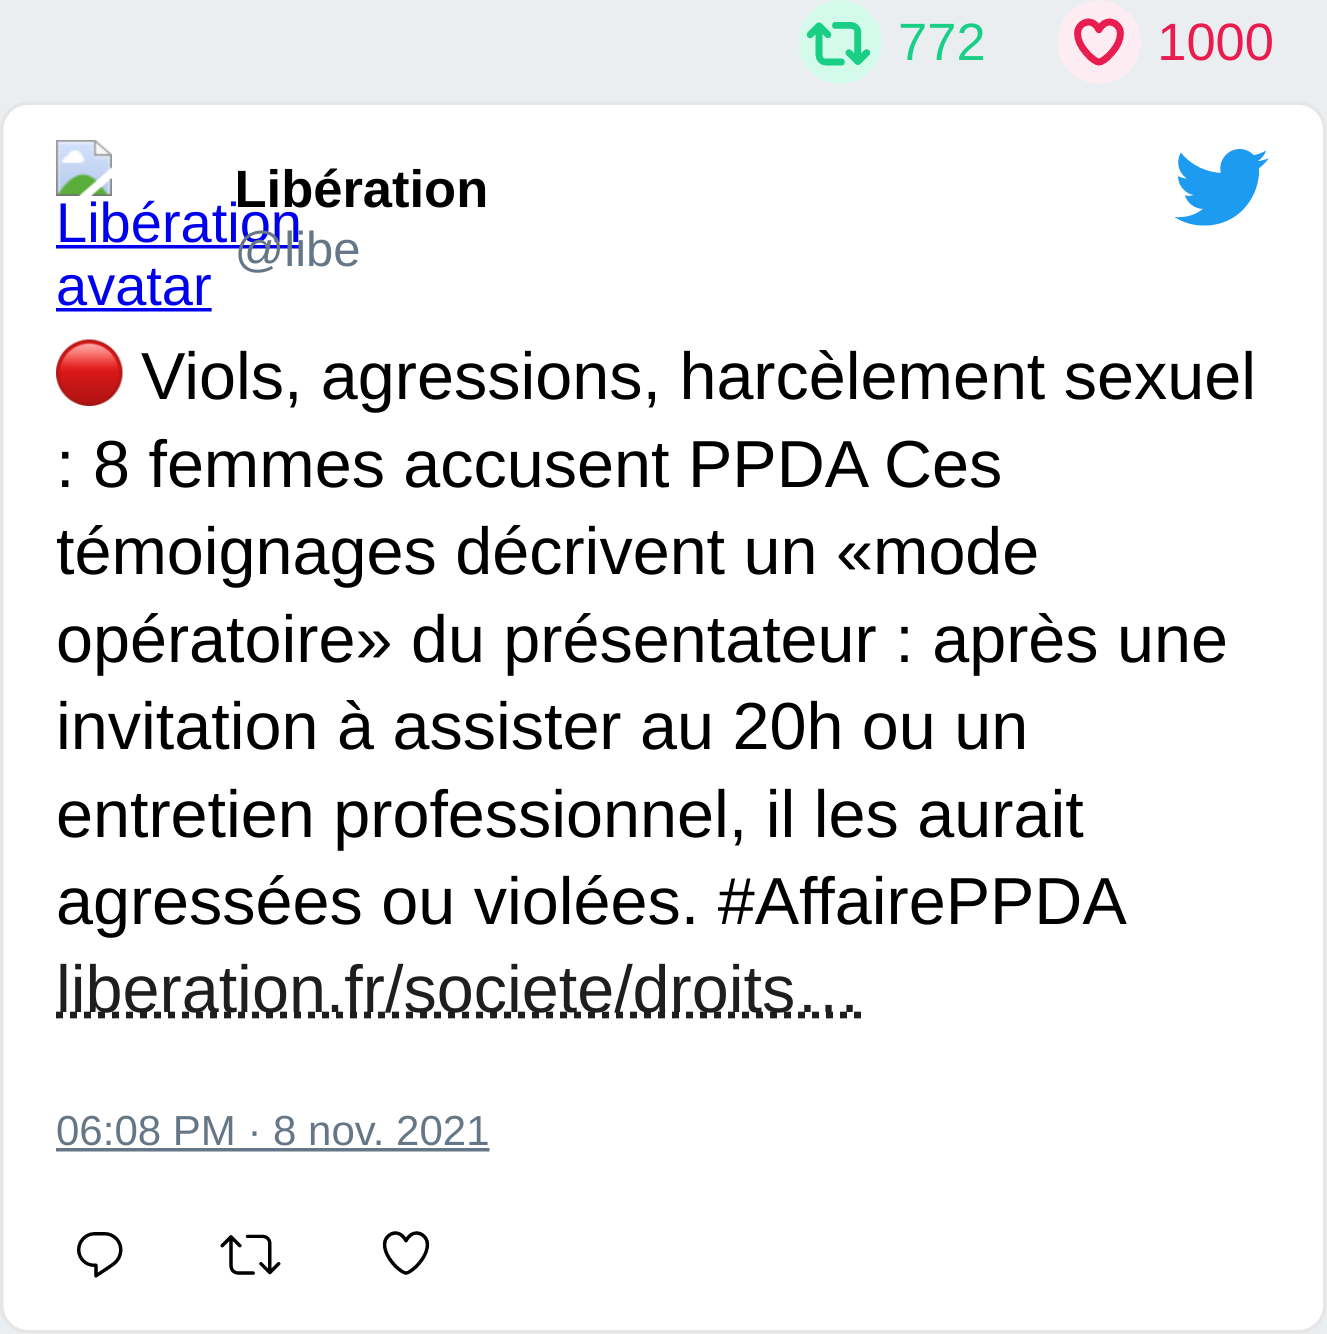 772 1000
Libération avatar
Libération
@libe
🔴 Viols, agressions, harcèlement sexuel
: 8 femmes accusent PPDA Ces
témoignages décrivent un «mode
opératoire» du présentateur : après une
invitation à assister au 20h ou un
entretien professionnel, il les aurait
agressées ou violées. #AffairePPDA
liberation.fr/societe/droits…
06:08 PM · 8 nov. 2021